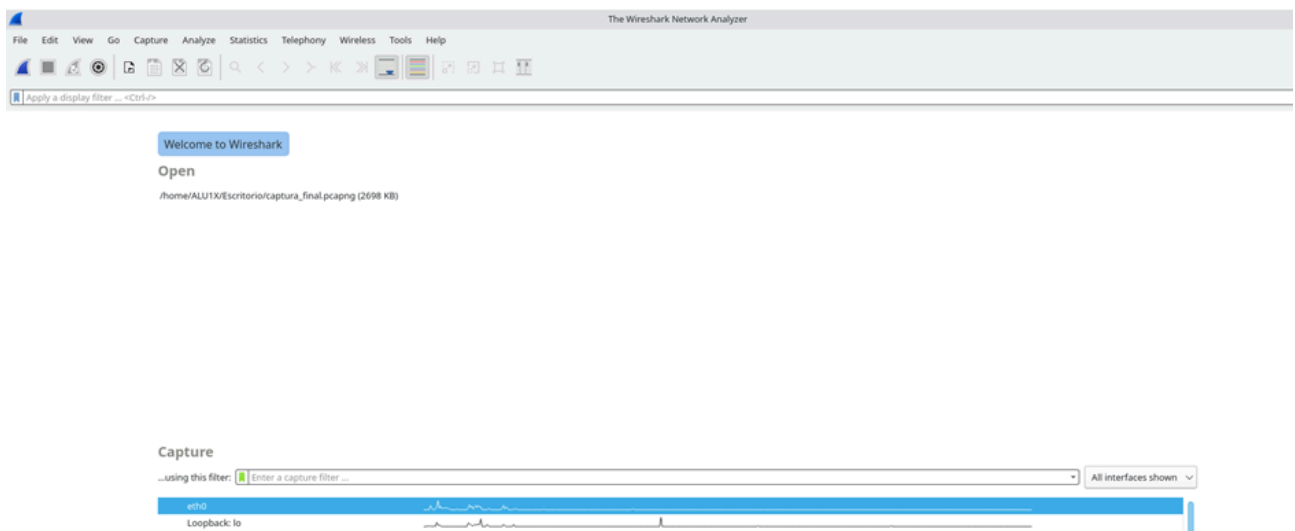 The Wireshark Network Analyzer
File Edit View Go Capture Analyze Statistics Telephony Wireless Tools Help
Apply a display filter ... <Ctrl-/>
Welcome to Wireshark
Open
/home/ALU1X/Escritorio/captura_final.pcapng (2698 KB)
Capture
...using this filter: Enter a capture filter ... All interfaces shown
eth0
Loopback: lo